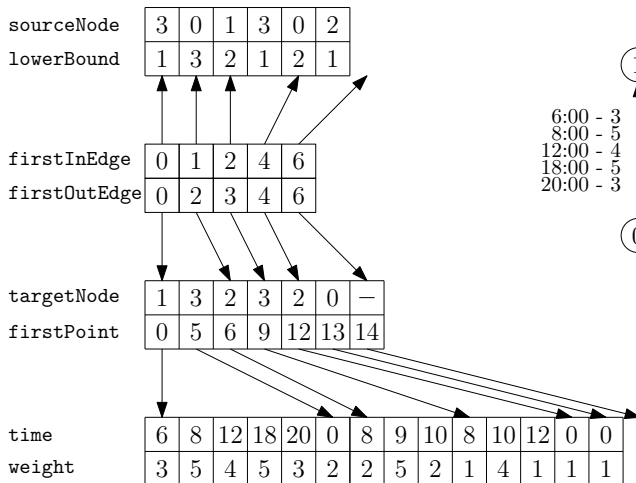 sourceNode 3 0 1 3 0 2
lowerBound 1 3 2 1 2 1
firstInEdge 0 1 2 4 6
firstOutEdge 0 2 3 4 6
targetNode 1 3 2 3 2 0 −
firstPoint 0 5 6 9 12 13 14
time 6 8 12 18 20 0 8 9 10 8 10 12 0 0
weight 3 5 4 5 3 2 2 5 2 1 4 1 1 1
1
6:00 - 3
8:00 - 5
12:00 - 4
18:00 - 5
20:00 - 3
0